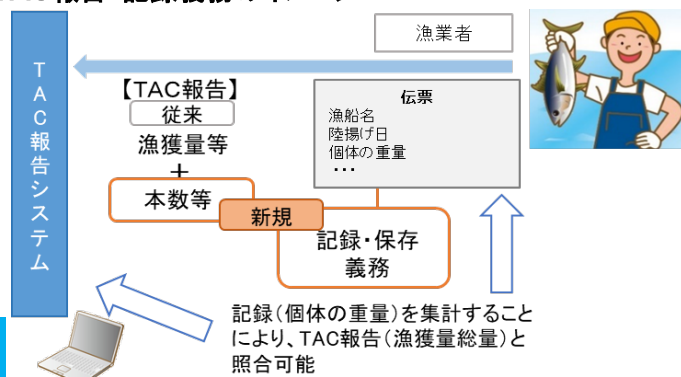 漁業者
TAC報告システム
【TAC報告】
従来
漁獲量等
+
本数等
新規
伝票
漁船名
陸揚げ日
個体の重量
・・・
記録・保存
義務
記録（個体の重量）を集計すること
により、TAC報告（漁獲量総量）と
照合可能